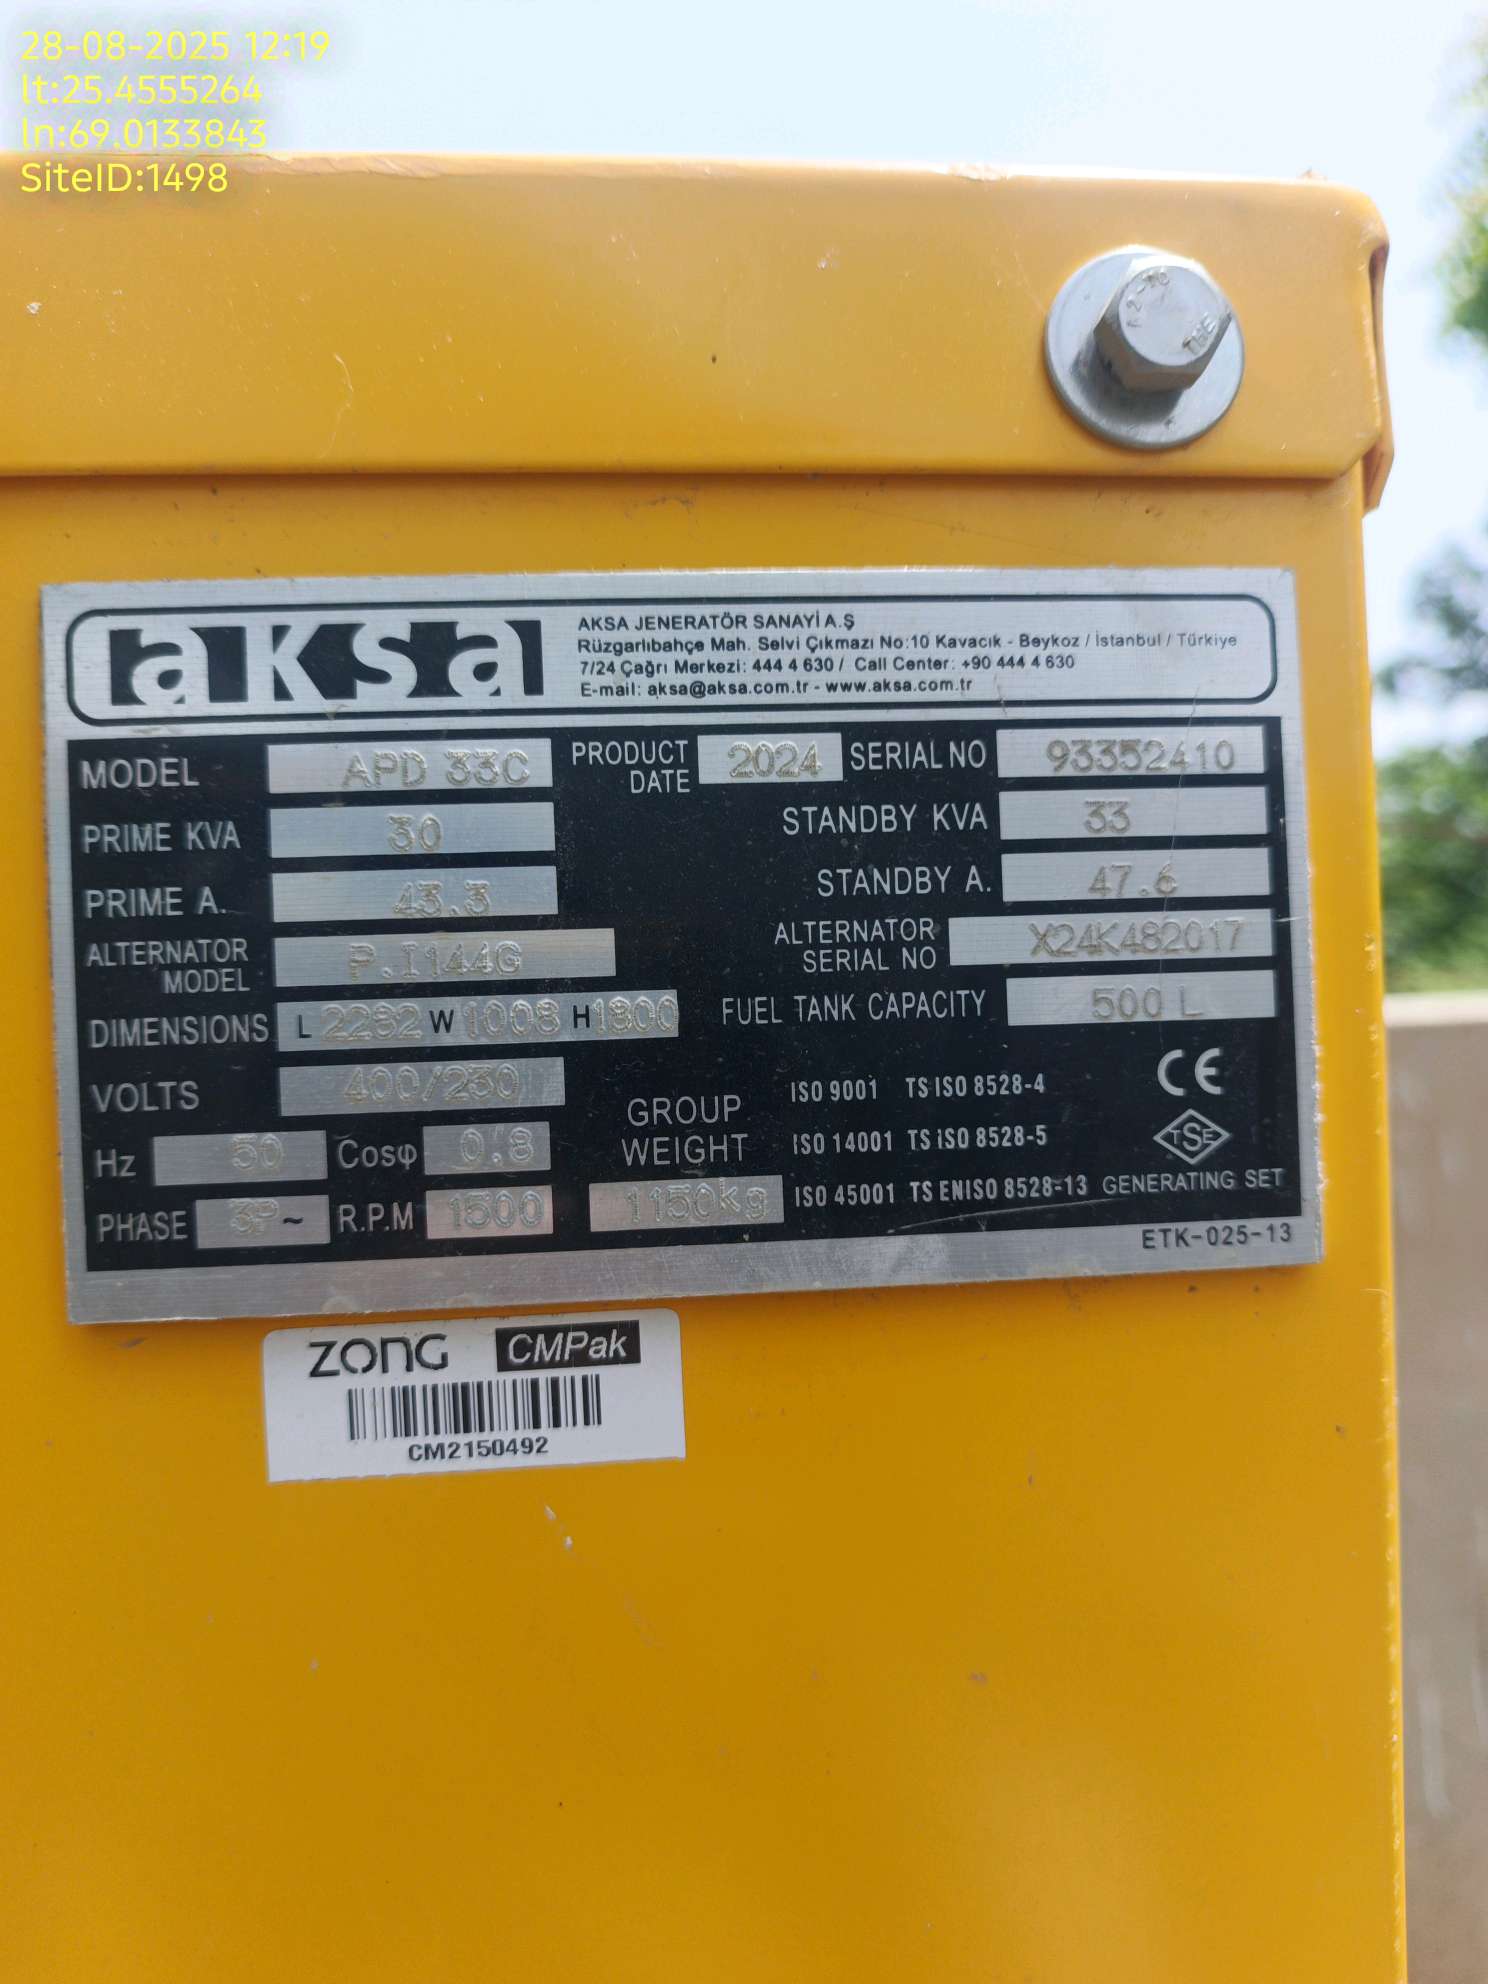 28-08-2025 12:19
lt:25.4555264
ln:69.0133843
SiteID:1498
A2-70
THE
aksa
AKSA JENERATÖR SANAYİ A.Ş
Rüzgarlıbahçe Mah. Selvi Çıkmazı No:10 Kavacık - Beykoz / İstanbul / Türkiye
7/24 Çağrı Merkezi: 444 4 630 / Call Center: +90 444 4 630
E-mail: aksa@aksa.com.tr - www.aksa.com.tr
MODEL APD 33C PRODUCT DATE 2024 SERIAL NO 93352410
PRIME KVA 30 STANDBY KVA 33
PRIME A. 43.3 STANDBY A. 47.6
ALTERNATOR MODEL P.I144G ALTERNATOR SERIAL NO X24K482017
DIMENSIONS L 2282 W 1008 H 1800 FUEL TANK CAPACITY 500 L
VOLTS 400/230 ISO 9001 TS ISO 8528-4 CE
Hz 50 Cosφ 0.8 GROUP WEIGHT ISO 14001 TS ISO 8528-5 TSE
PHASE 3P~ R.P.M 1500 1150kg ISO 45001 TS EN ISO 8528-13 GENERATING SET
ETK-025-13
ZONG CMPak
CM2150492